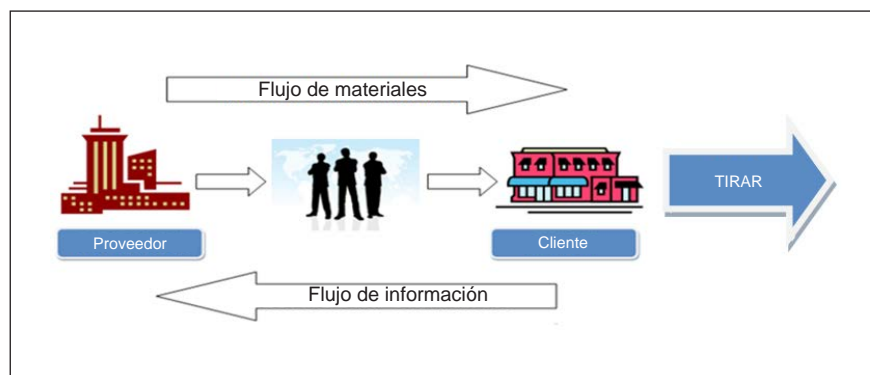 Flujo de materiales
TIRAR
Proveedor
Cliente
Flujo de información